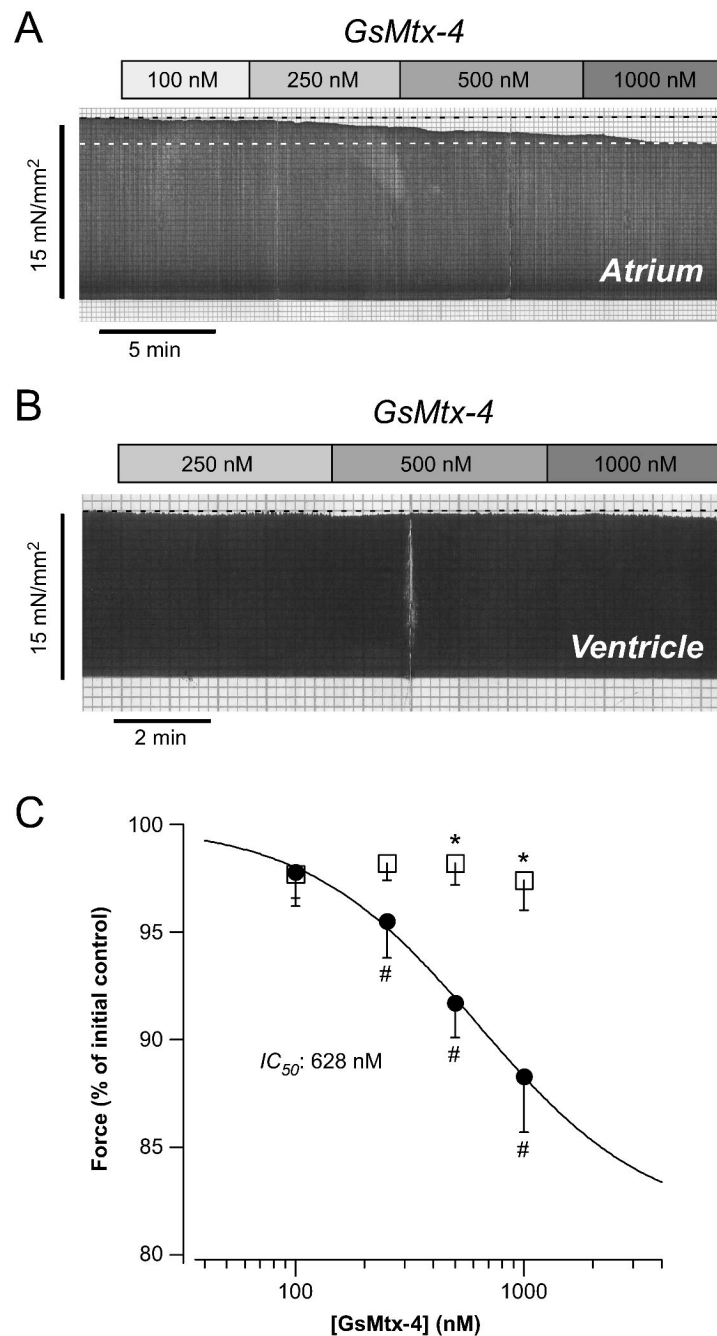 A
GsMtx-4
100 nM 250 nM 500 nM 1000 nM
15 mN/mm²
Atrium
5 min
B
GsMtx-4
250 nM 500 nM 1000 nM
15 mN/mm²
Ventricle
2 min
C
100
95
90
85
80
Force (% of initial control)
* *
# # #
IC₅₀: 628 nM
100 1000
[GsMtx-4] (nM)